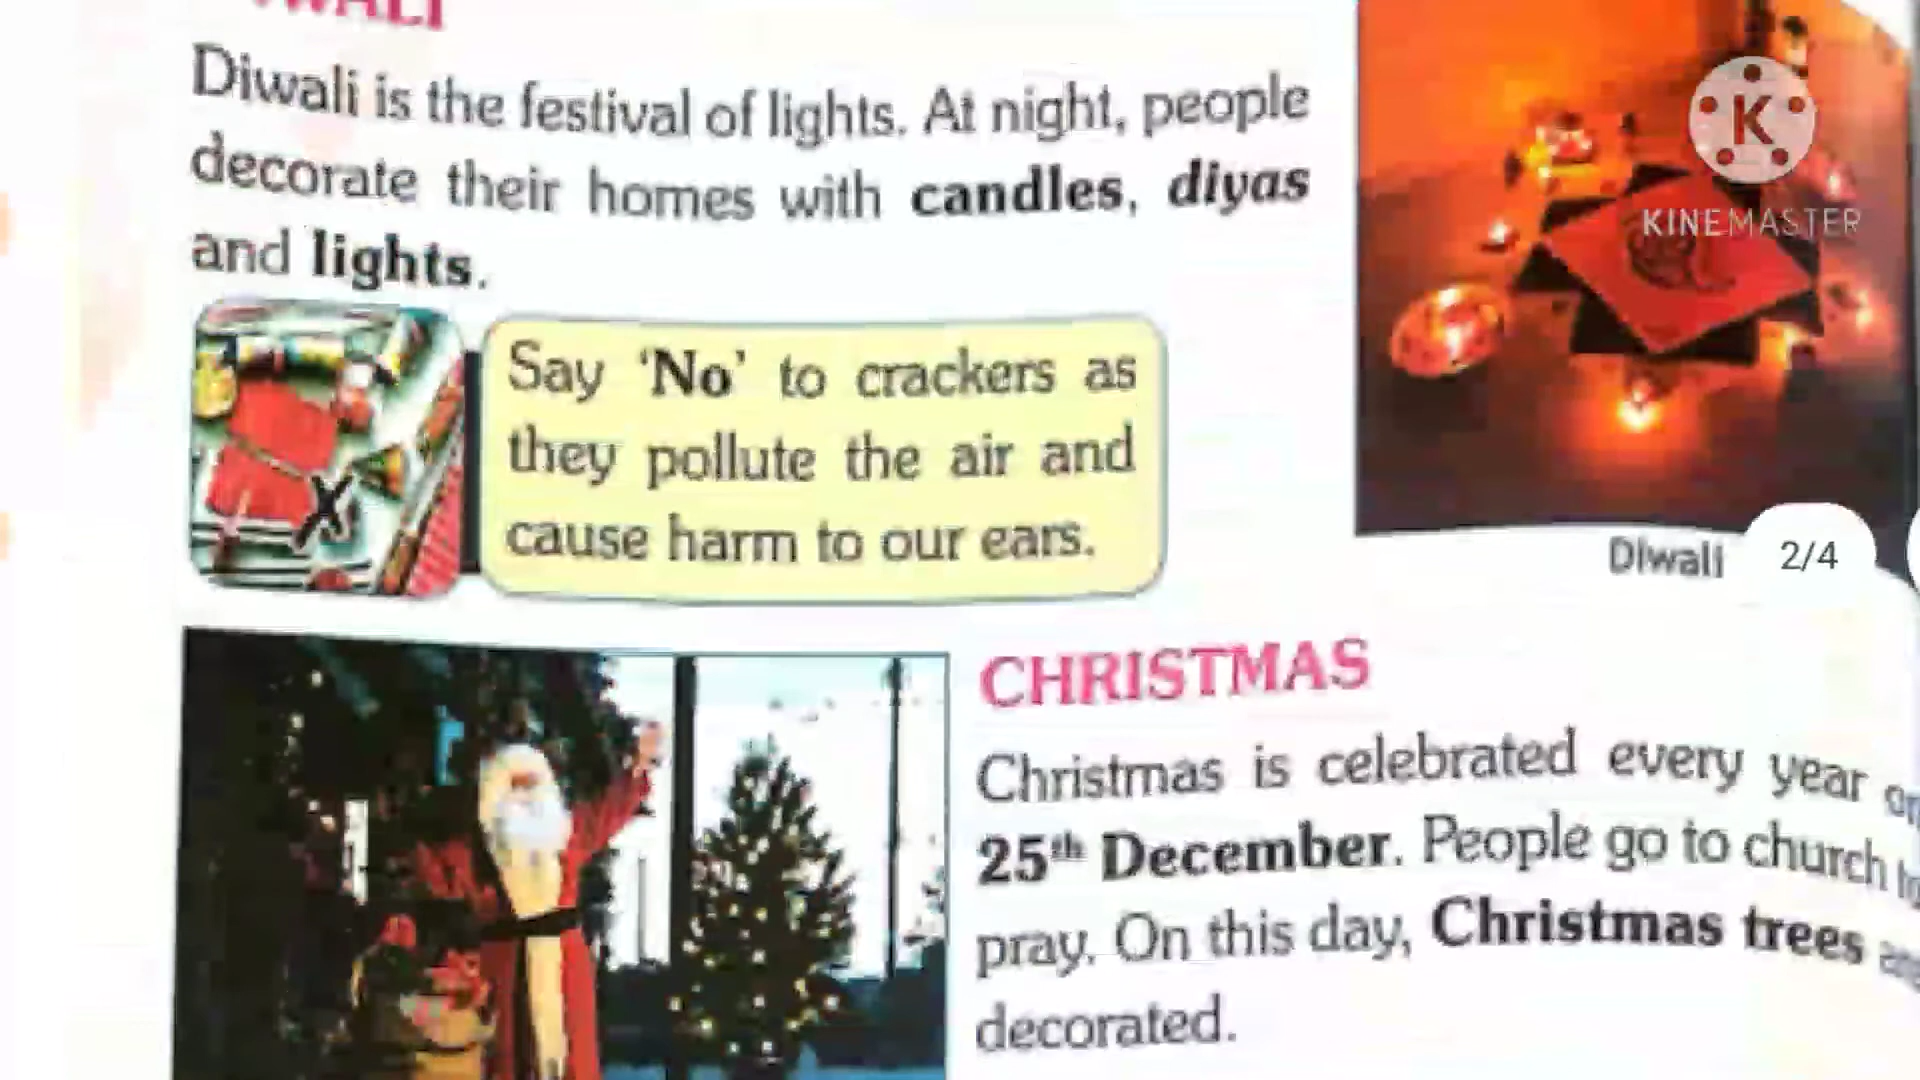 Diwali is the festival of lights. At night, people
decorate their homes with candles, diyas
and lights.
Say ‘No’ to crackers as
they pollute the air and
cause harm to our ears.
KINEMASTER
Diwali
2/4
CHRISTMAS
Christmas is celebrated every year
25th December. People go to church
pray. On this day, Christmas trees
decorated.